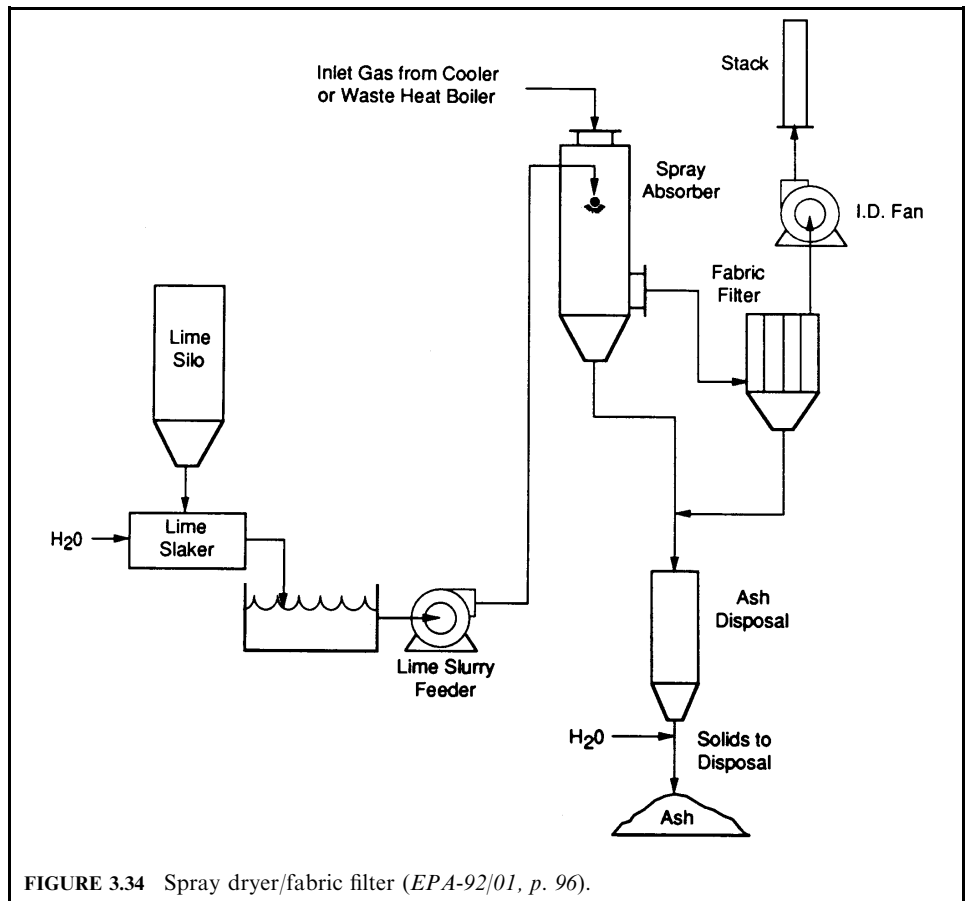 Inlet Gas from Cooler
or Waste Heat Boiler
Stack
Spray
Absorber
I.D. Fan
Fabric
Filter
Lime
Silo
H20
Lime
Slaker
Lime Slurry
Feeder
Ash
Disposal
H20
Solids to
Disposal
Ash
FIGURE 3.34 Spray dryer/fabric filter (EPA-92/01, p. 96).